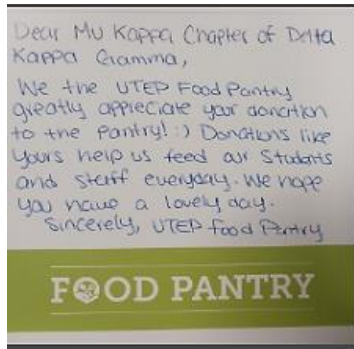 Dear Mu Kappa Chapter of Delta
Kappa Gamma,
We the UTEP Food Pantry
greatly appreciate your donation
to the pantry! :) Donations like
yours help us feed our Students
and staff everyday. We hope
you have a lovely day.
Sincerely, UTEP Food Pantry
FOOD PANTRY